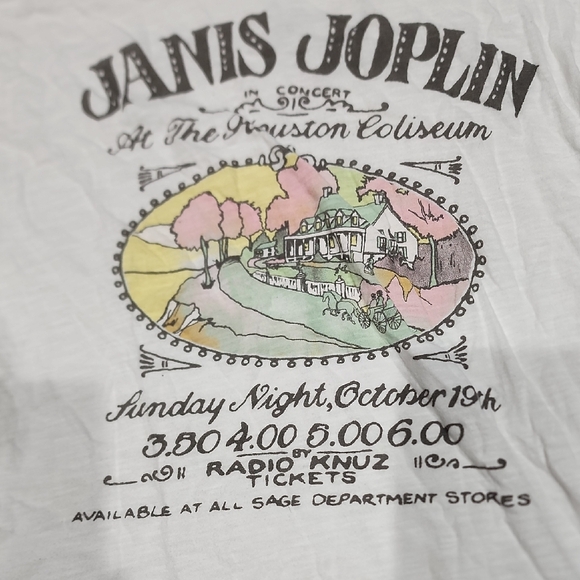 JANIS JOPLIN
IN CONCERT
At The Houston Coliseum
Sunday Night, October 19th
3.50 4.00 5.00 6.00
BY
RADIO KNUZ
TICKETS
AVAILABLE AT ALL SAGE DEPARTMENT STORES